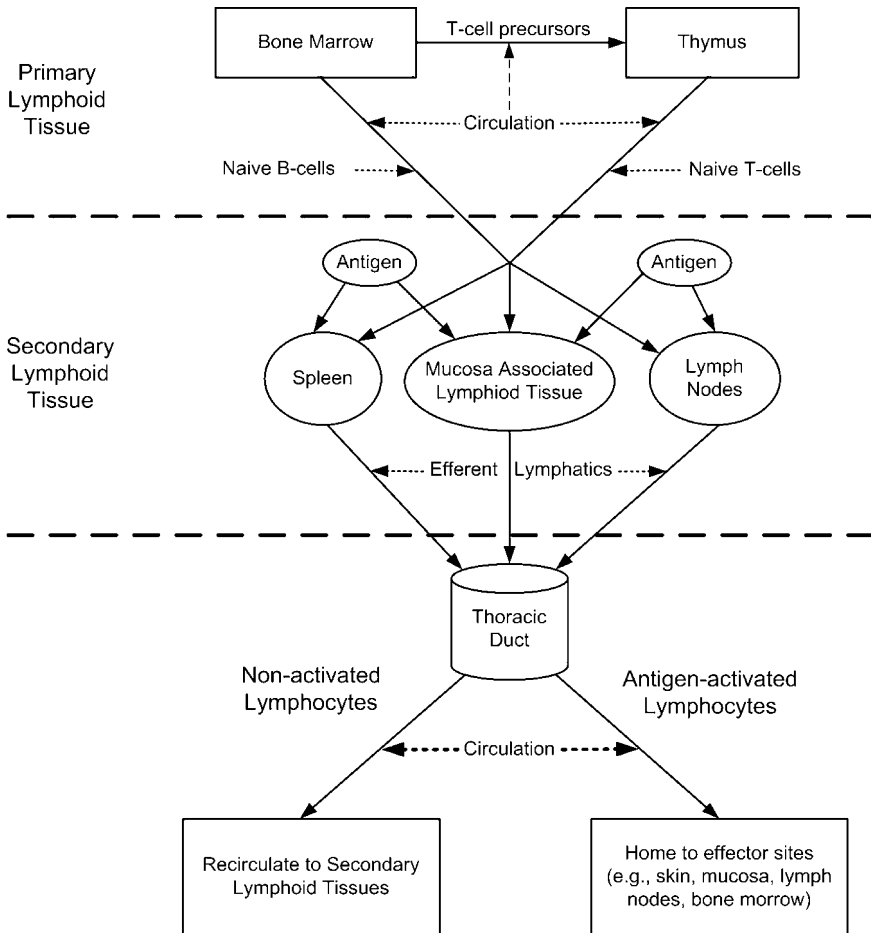 Bone Marrow
T-cell precursors
Thymus
Primary
Lymphoid
Tissue
Circulation
Naive B-cells
Naive T-cells
Antigen
Antigen
Secondary
Lymphoid
Tissue
Spleen
Mucosa Associated
Lymphiod Tissue
Lymph
Nodes
Efferent Lymphatics
Thoracic
Duct
Non-activated
Lymphocytes
Antigen-activated
Lymphocytes
Circulation
Recirculate to Secondary
Lymphoid Tissues
Home to effector sites
(e.g., skin, mucosa, lymph
nodes, bone morrow)